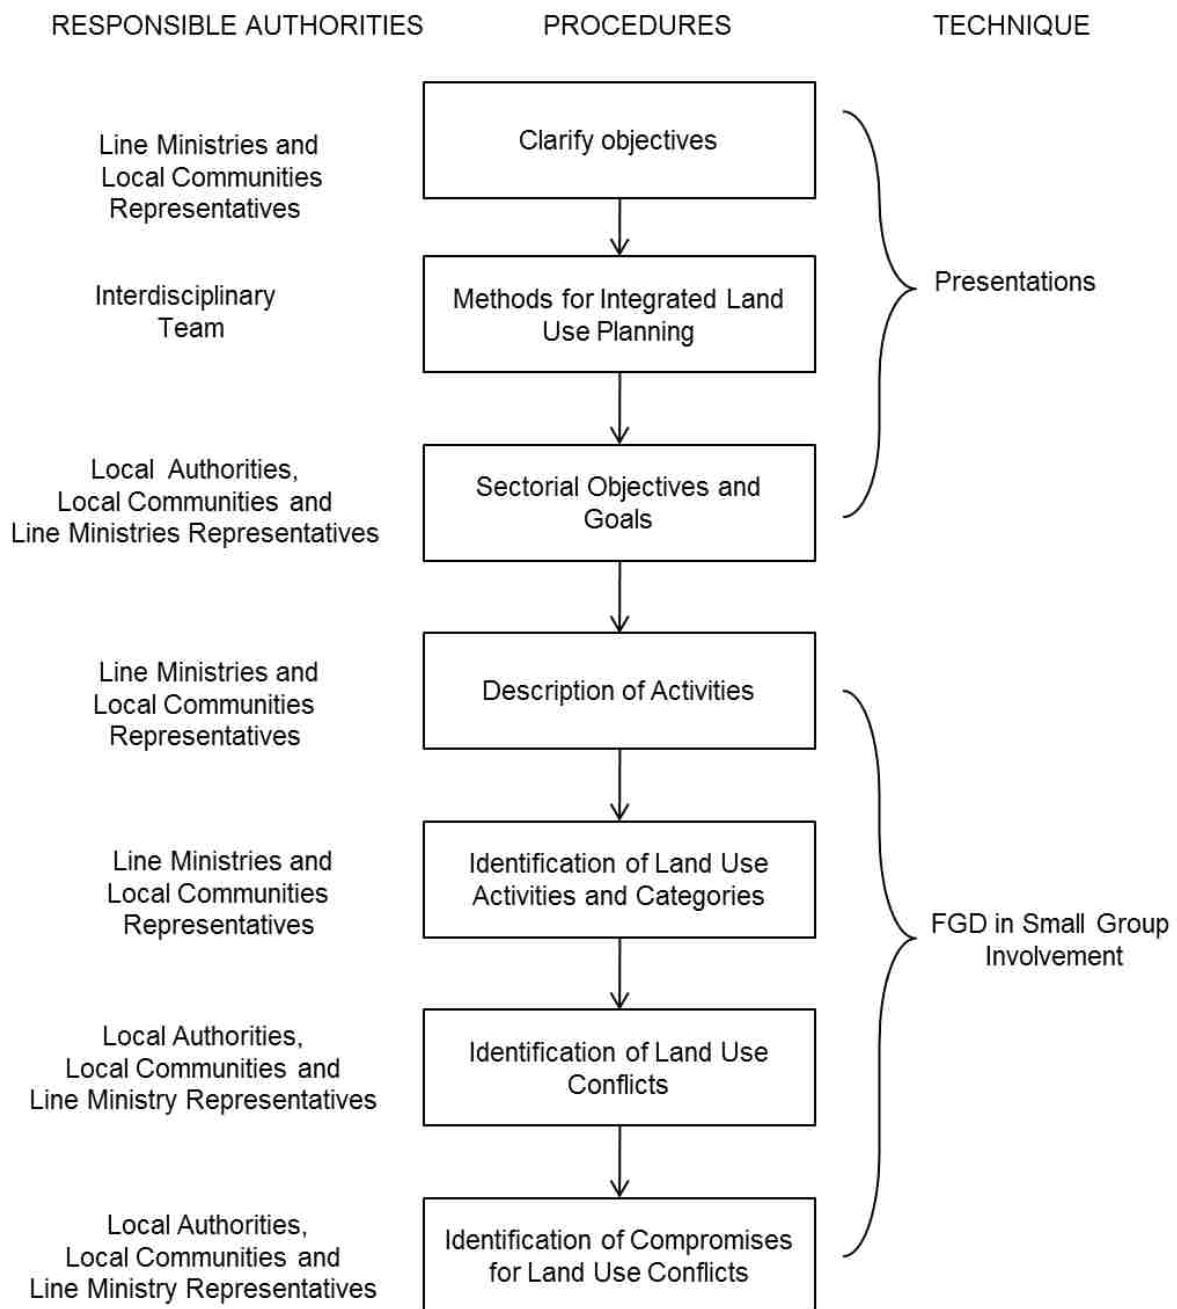 RESPONSIBLE AUTHORITIES
PROCEDURES
TECHNIQUE
Line Ministries and
Local Communities
Representatives
Clarify objectives
Interdisciplinary
Team
Methods for Integrated Land
Use Planning
Presentations
Local Authorities,
Local Communities and
Line Ministries Representatives
Sectorial Objectives and
Goals
Line Ministries and
Local Communities
Representatives
Description of Activities
Line Ministries and
Local Communities
Representatives
Identification of Land Use
Activities and Categories
FGD in Small Group
Involvement
Local Authorities,
Local Communities and
Line Ministry Representatives
Identification of Land Use
Conflicts
Local Authorities,
Local Communities and
Line Ministry Representatives
Identification of Compromises
for Land Use Conflicts